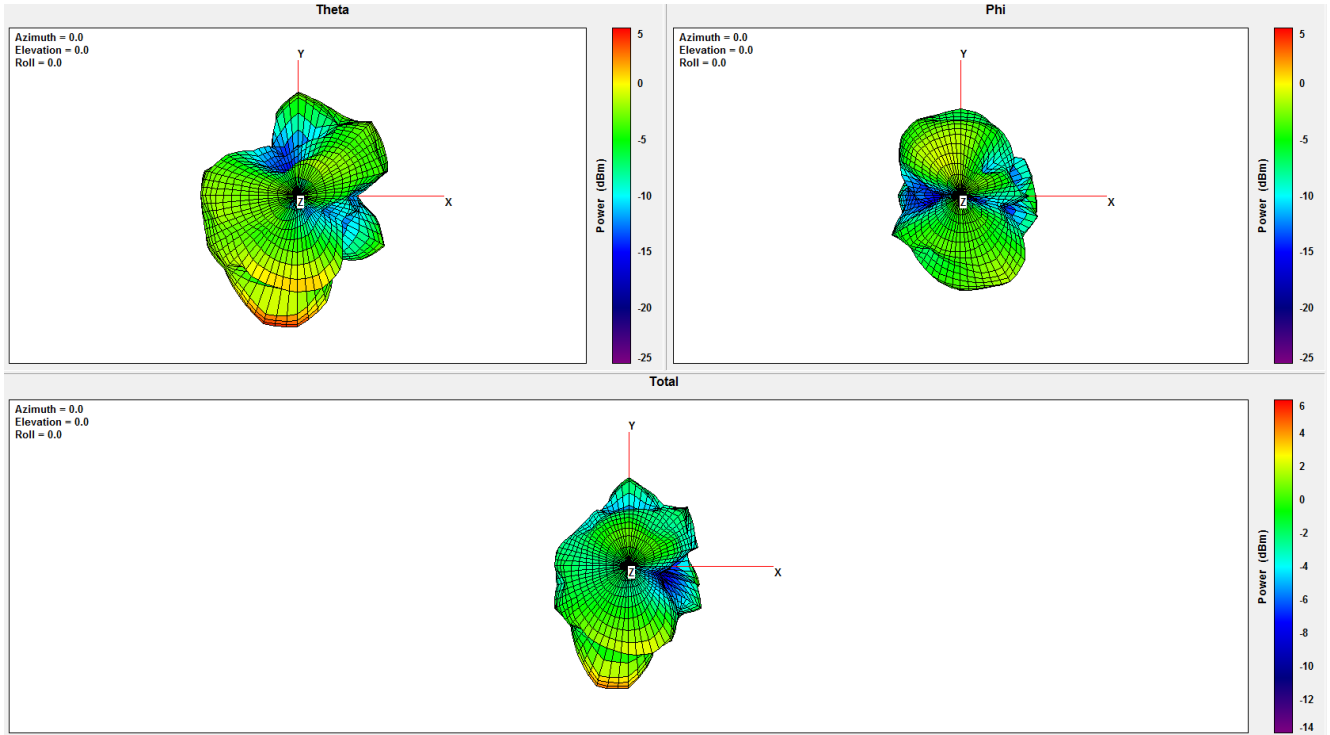 Theta
Azimuth = 0.0
Elevation = 0.0
Roll = 0.0
Y
X
Z
5
0
-5
-10
-15
-20
-25
Power (dBm)
Phi
Azimuth = 0.0
Elevation = 0.0
Roll = 0.0
Y
X
Z
5
0
-5
-10
-15
-20
-25
Power (dBm)
Total
Azimuth = 0.0
Elevation = 0.0
Roll = 0.0
Y
X
Z
6
4
2
0
-2
-4
-6
-8
-10
-12
-14
Power (dBm)